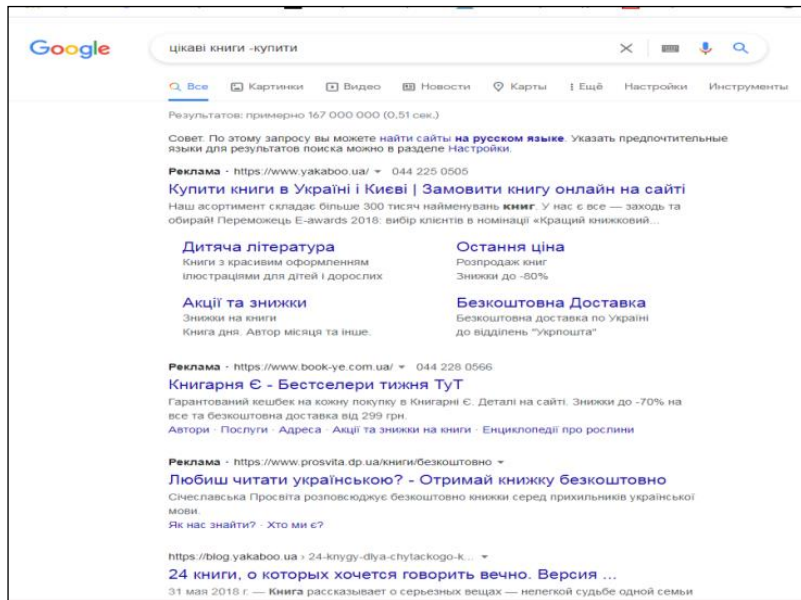 Google
цікаві книги -купити
Все Картинки Видео Новости Карты Ещё Настройки Инструменты
Результатов: примерно 167 000 000 (0,51 сек.)
Совет. По этому запросу вы можете найти сайты на русском языке. Указать предпочтительные
языки для результатов поиска можно в разделе Настройки.
Реклама · https://www.yakaboo.ua/ 044 225 0505
Купити книги в Україні і Києві | Замовити книгу онлайн на сайті
Наш асортимент складає більше 300 тисяч найменувань книг. У нас є все — заходь та
обирай! Переможець E-awards 2018: вибір клієнтів в номінації «Кращий книжковий...
Дитяча література
Книги з красивим оформленням
ілюстраціями для дітей і дорослих
Остання ціна
Розпродаж книг
Знижки до -80%
Акції та знижки
Знижки на книги
Книга дня. Автор місяця та інше.
Безкоштовна Доставка
Безкоштовна доставка по Україні
до відділень "Укрпошта"
Реклама · https://www.book-ye.com.ua/ 044 228 0566
Книгарня Є - Бестселери тижня ТуТ
Гарантований кешбек на кожну покупку в Книгарні Є. Деталі на сайті. Знижки до -70% на
все та безкоштовна доставка від 299 грн.
Автори · Послуги · Адреса · Акції та знижки на книги · Енциклопедії про рослини
Реклама · https://www.prosvita.dp.ua/книги/безкоштовно
Любиш читати українською? - Отримай книжку безкоштовно
Січеславська Просвіта розповсюджує безкоштовно книжки серед прихильників української
мови.
Як нас знайти? · Хто ми є?
https://blog.yakaboo.ua › 24-knygy-dlya-chytackogo-k...
24 книги, о которых хочется говорить вечно. Версия ...
31 мая 2018 г. — Книга рассказывает о серьезных вещах — нелегкой судьбе одной семьи